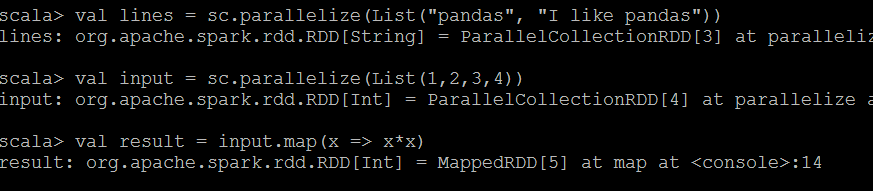 scala> val lines = sc.parallelize(List("pandas", "I like pandas"))
lines: org.apache.spark.rdd.RDD[String] = ParallelCollectionRDD[3] at
scala> val input = sc.parallelize(List(1,2,3,4))
input: org.apache.spark.rdd.RDD[Int] = ParallelCollectionRDD[4] at parallelize
scala> val result = input.map(x => x*x)
result: org.apache.spark.rdd.RDD[Int] = MappedRDD[5] at map at <console>:14